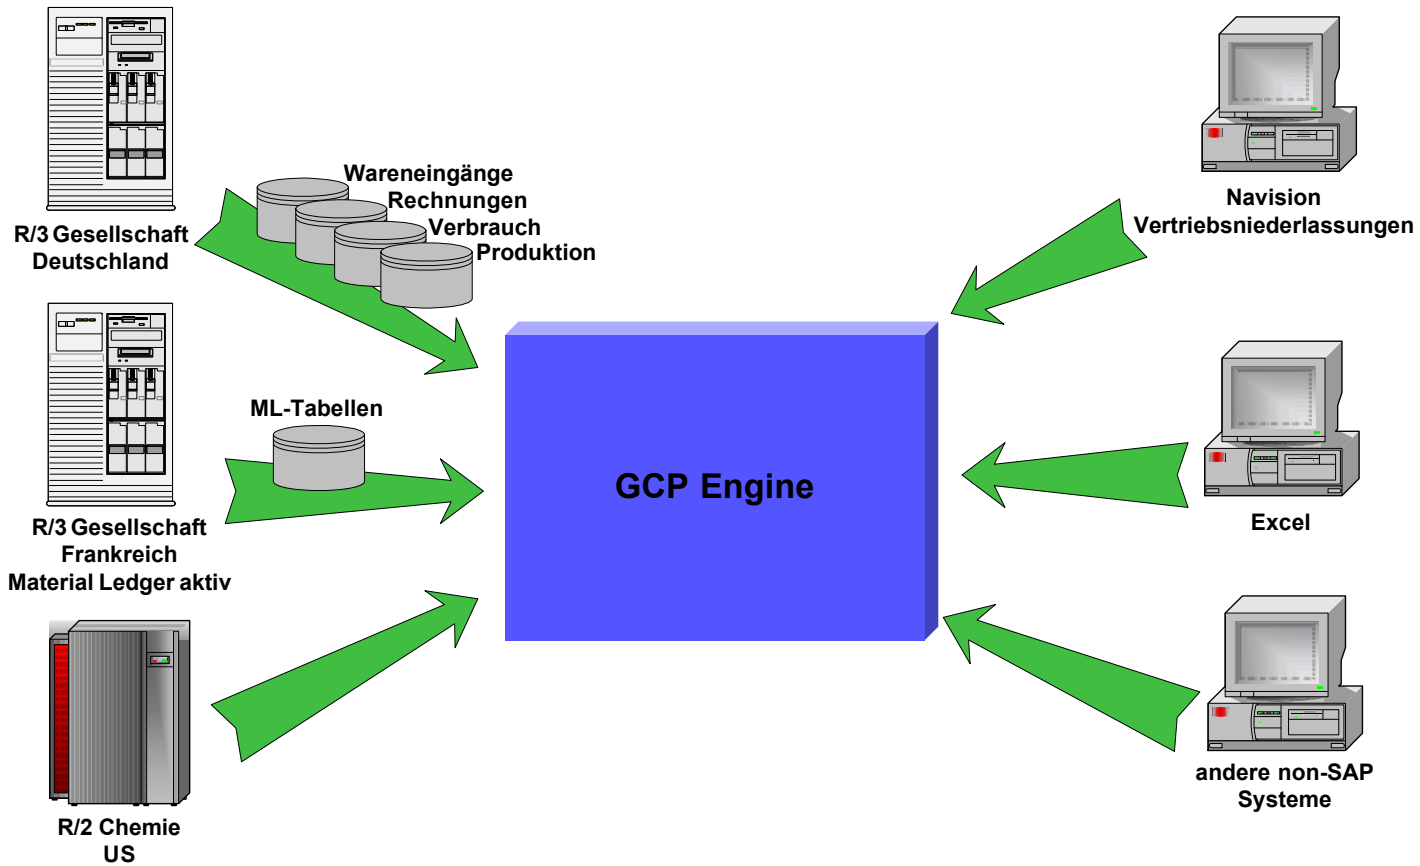 Wareneingänge
Rechnungen
Verbrauch
Produktion
R/3 Gesellschaft
Deutschland
ML-Tabellen
R/3 Gesellschaft
Frankreich
Material Ledger aktiv
R/2 Chemie
US
GCP Engine
Navision
Vertriebsniederlassungen
Excel
andere non-SAP
Systeme